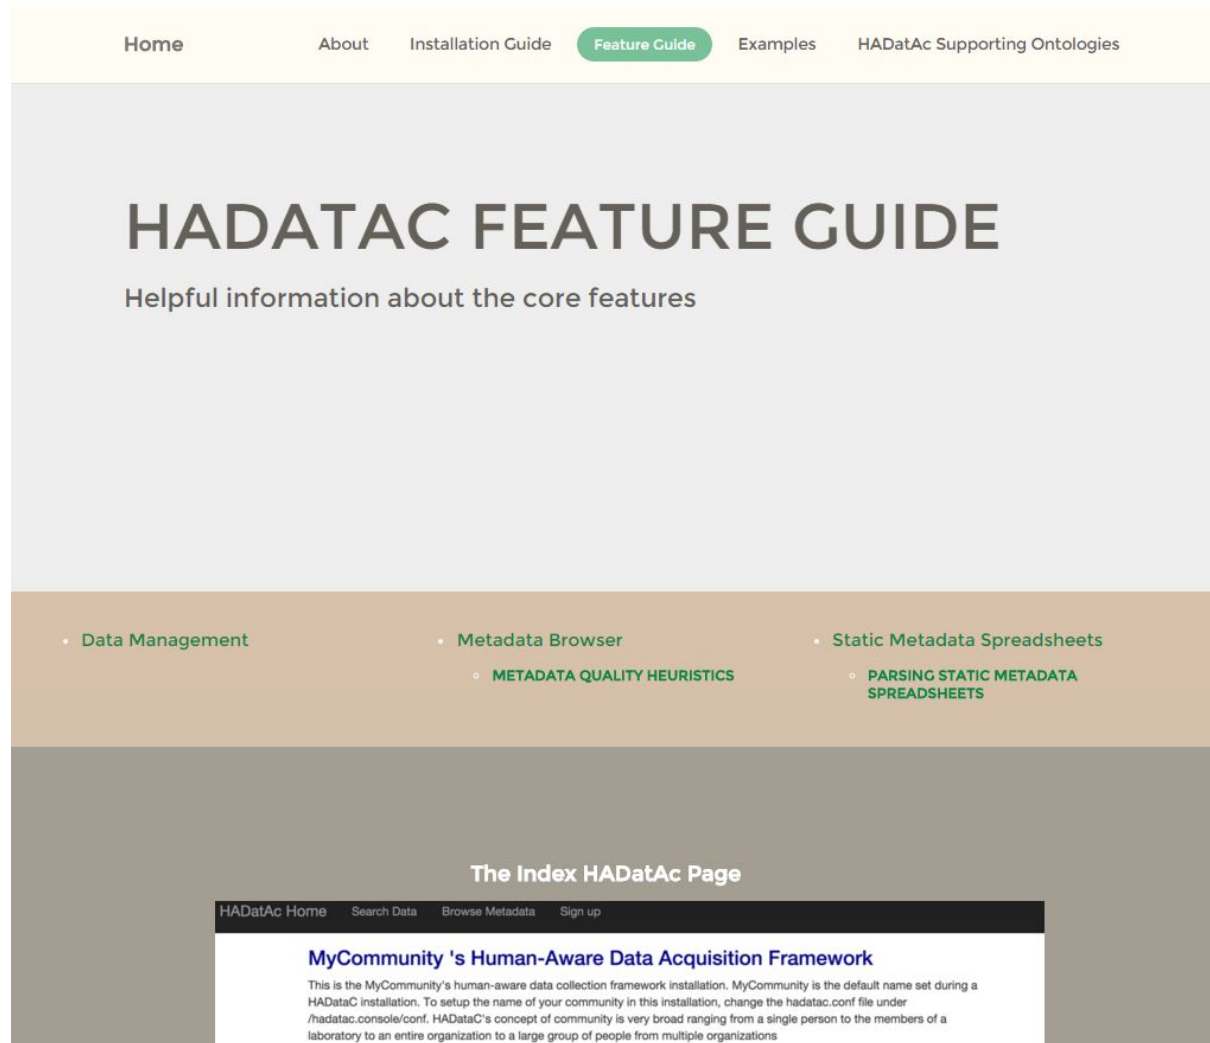 Home About Installation Guide Feature Guide Examples HADatAc Supporting Ontologies
HADATAC FEATURE GUIDE
Helpful information about the core features
Data Management
Metadata Browser
METADATA QUALITY HEURISTICS
Static Metadata Spreadsheets
PARSING STATIC METADATA
SPREADSHEETS
The Index HADatAc Page
HADatAc Home Search Data Browse Metadata Sign up
MyCommunity 's Human-Aware Data Acquisition Framework
This is the MyCommunity's human-aware data collection framework installation. MyCommunity is the default name set during a
HADataC installation. To setup the name of your community in this installation, change the hadatac.conf file under
/hadatac.console/conf. HADataC's concept of community is very broad ranging from a single person to the members of a
laboratory to an entire organization to a large group of people from multiple organizations